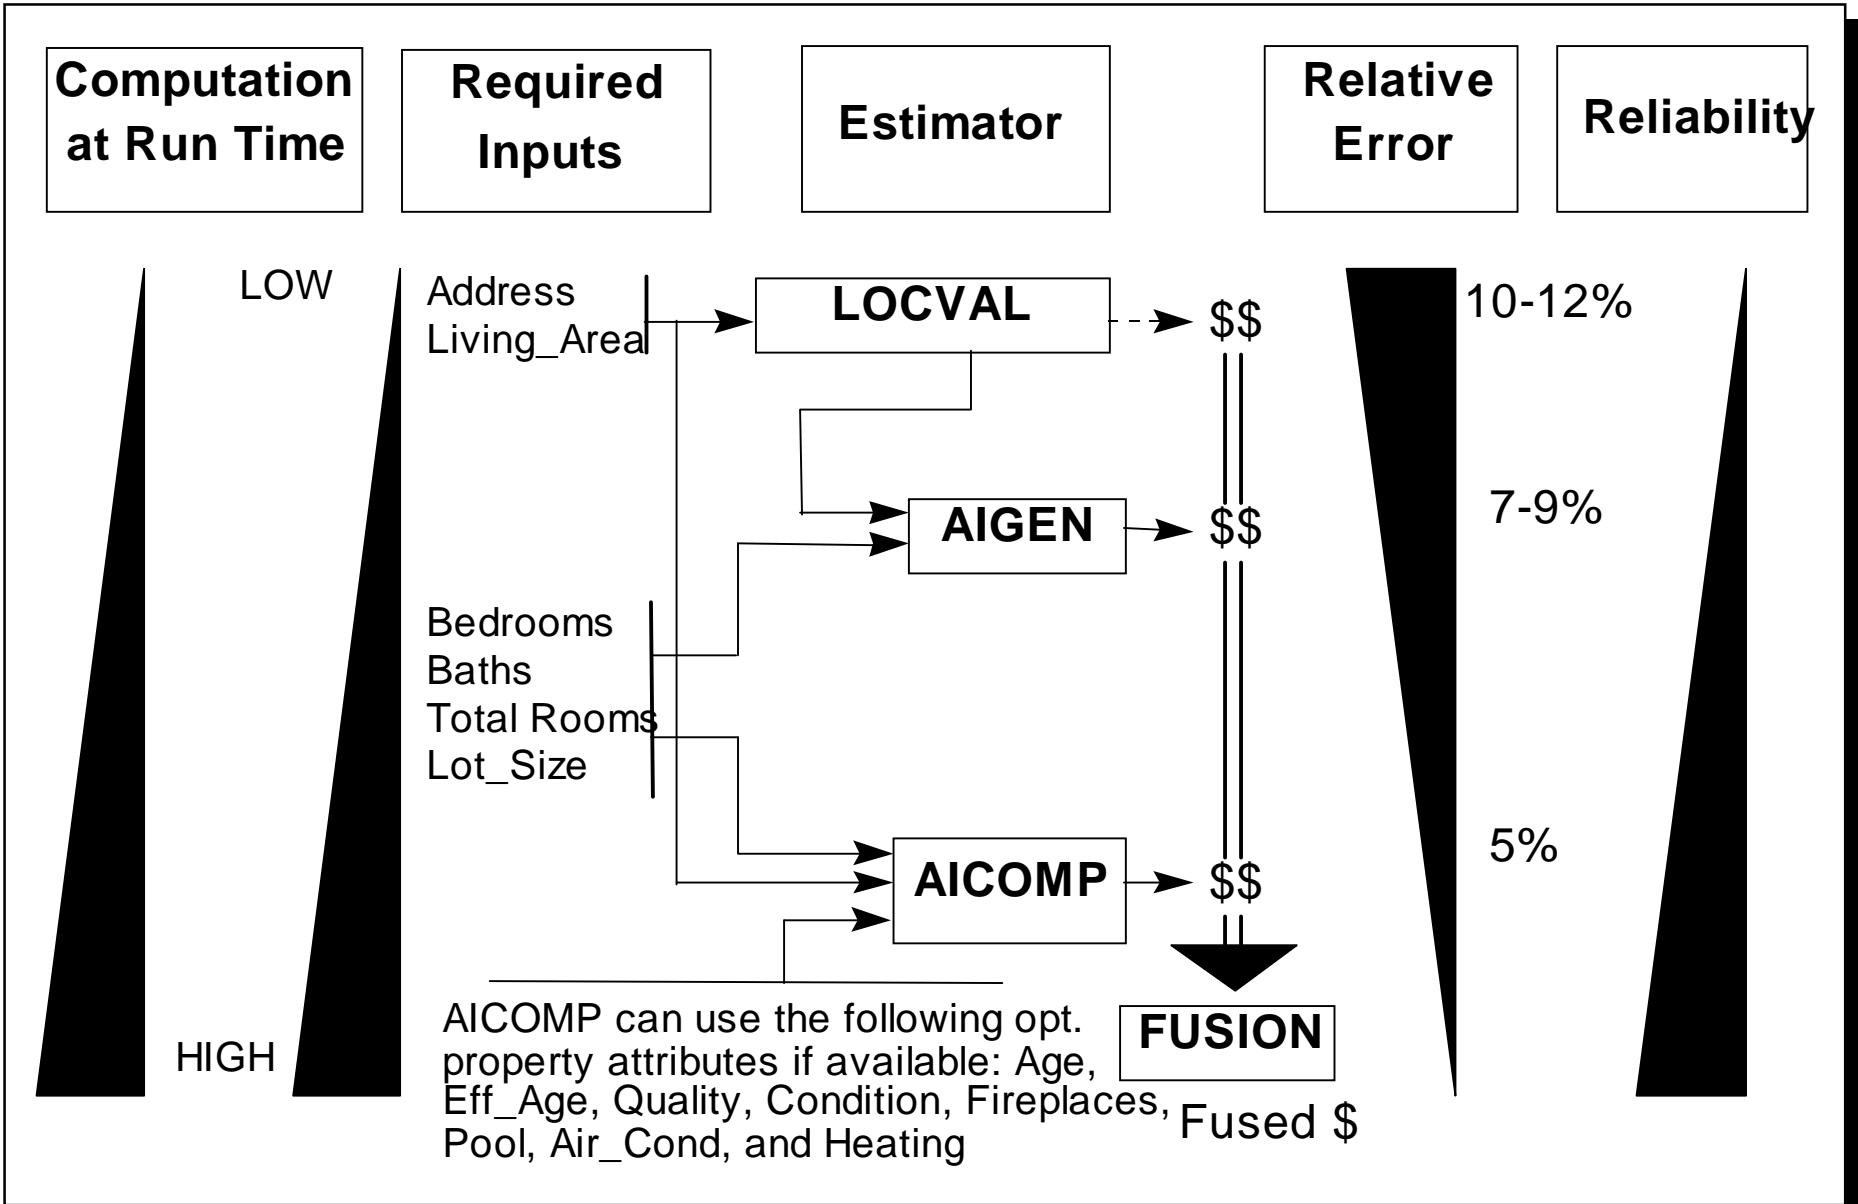 Computation
at Run Time
Required
Inputs
Estimator
Relative
Error
Reliability
LOW
Address
Living_Area
LOCVAL
$$
10-12%
AIGEN
$$
7-9%
Bedrooms
Baths
Total Rooms
Lot_Size
AICOMP
$$
5%
HIGH
AICOMP can use the following opt.
property attributes if available: Age,
Eff_Age, Quality, Condition, Fireplaces,
Pool, Air_Cond, and Heating
FUSION
Fused $